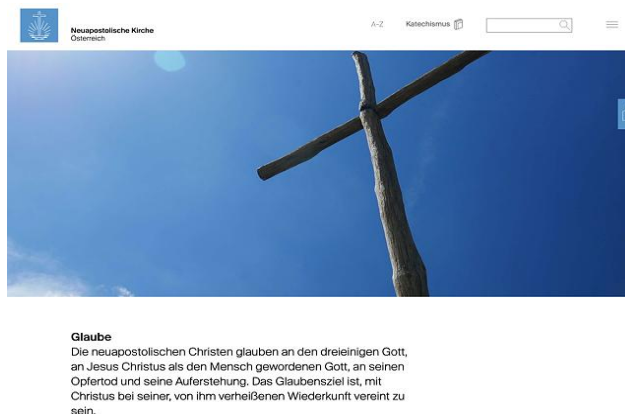 Neuapostolische Kirche
Österreich
A–Z
Katechismus
Glaube
Die neuapostolischen Christen glauben an den dreieinigen Gott,
an Jesus Christus als den Mensch gewordenen Gott, an seinen
Opfertod und seine Auferstehung. Das Glaubensziel ist, mit
Christus bei seiner, von ihm verheißenen Wiederkunft vereint zu
sein.